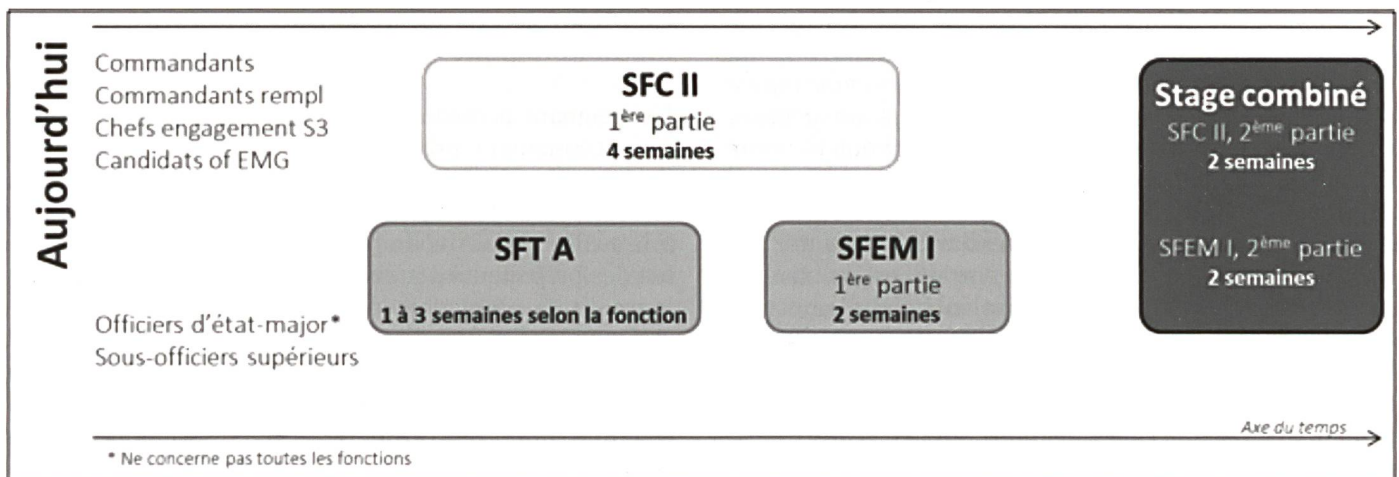 Aujourd'hui
Commandants
Commandants rempl
Chefs engagement S3
Candidats of EMG
SFC II
1ère partie
4 semaines
Stage combiné
SFC II, 2ème partie
2 semaines
SFEM I, 2ème partie
2 semaines
SFT A
1 à 3 semaines selon la fonction
SFEM I
1ère partie
2 semaines
Officiers d'état-major*
Sous-officiers supérieurs
Axe du temps
* Ne concerne pas toutes les fonctions